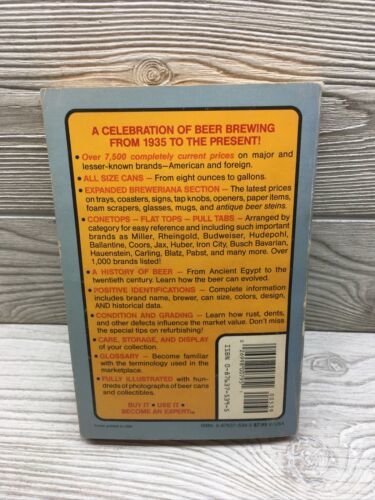 A CELEBRATION OF BEER BREWING
FROM 1935 TO THE PRESENT!
• Over 7,500 completely current prices on major and
lesser-known brands—American and foreign.
• ALL SIZE CANS — From eight ounces to gallons.
• EXPANDED BREWERIANA SECTION — The latest prices
on trays, coasters, signs, tap knobs, openers, paper items,
foam scrapers, glasses, mugs, and antique beer steins.
• CONETOPS — FLAT TOPS — PULL TABS — Arranged by
category for easy reference and including such important
brands as Miller, Rheingold, Budweiser, Hudepohl,
Ballantine, Coors, Jax, Huber, Iron City, Busch Bavarian,
Hauenstein, Carling, Blatz, Pabst, and many more. Over
1,000 brands listed!
• A HISTORY OF BEER — From Ancient Egypt to the
twentieth century. Learn how the beer can evolved.
• POSITIVE IDENTIFICATIONS — Complete information
includes brand name, brewer, can size, colors, design,
AND historical data.
• CONDITION AND GRADING — Learn how rust, dents,
and other defects influence the market value. Don't miss
the special tips on refurbishing!
• CARE, STORAGE, AND DISPLAY
of your collection.
• GLOSSARY — Become familiar
with the terminology used in the
marketplace.
• FULLY ILLUSTRATED with hun-
dreds of photographs of beer cans
and collectibles.
BUY IT • USE IT •
BECOME AN EXPERT™
ISBN 0-87637-539-5